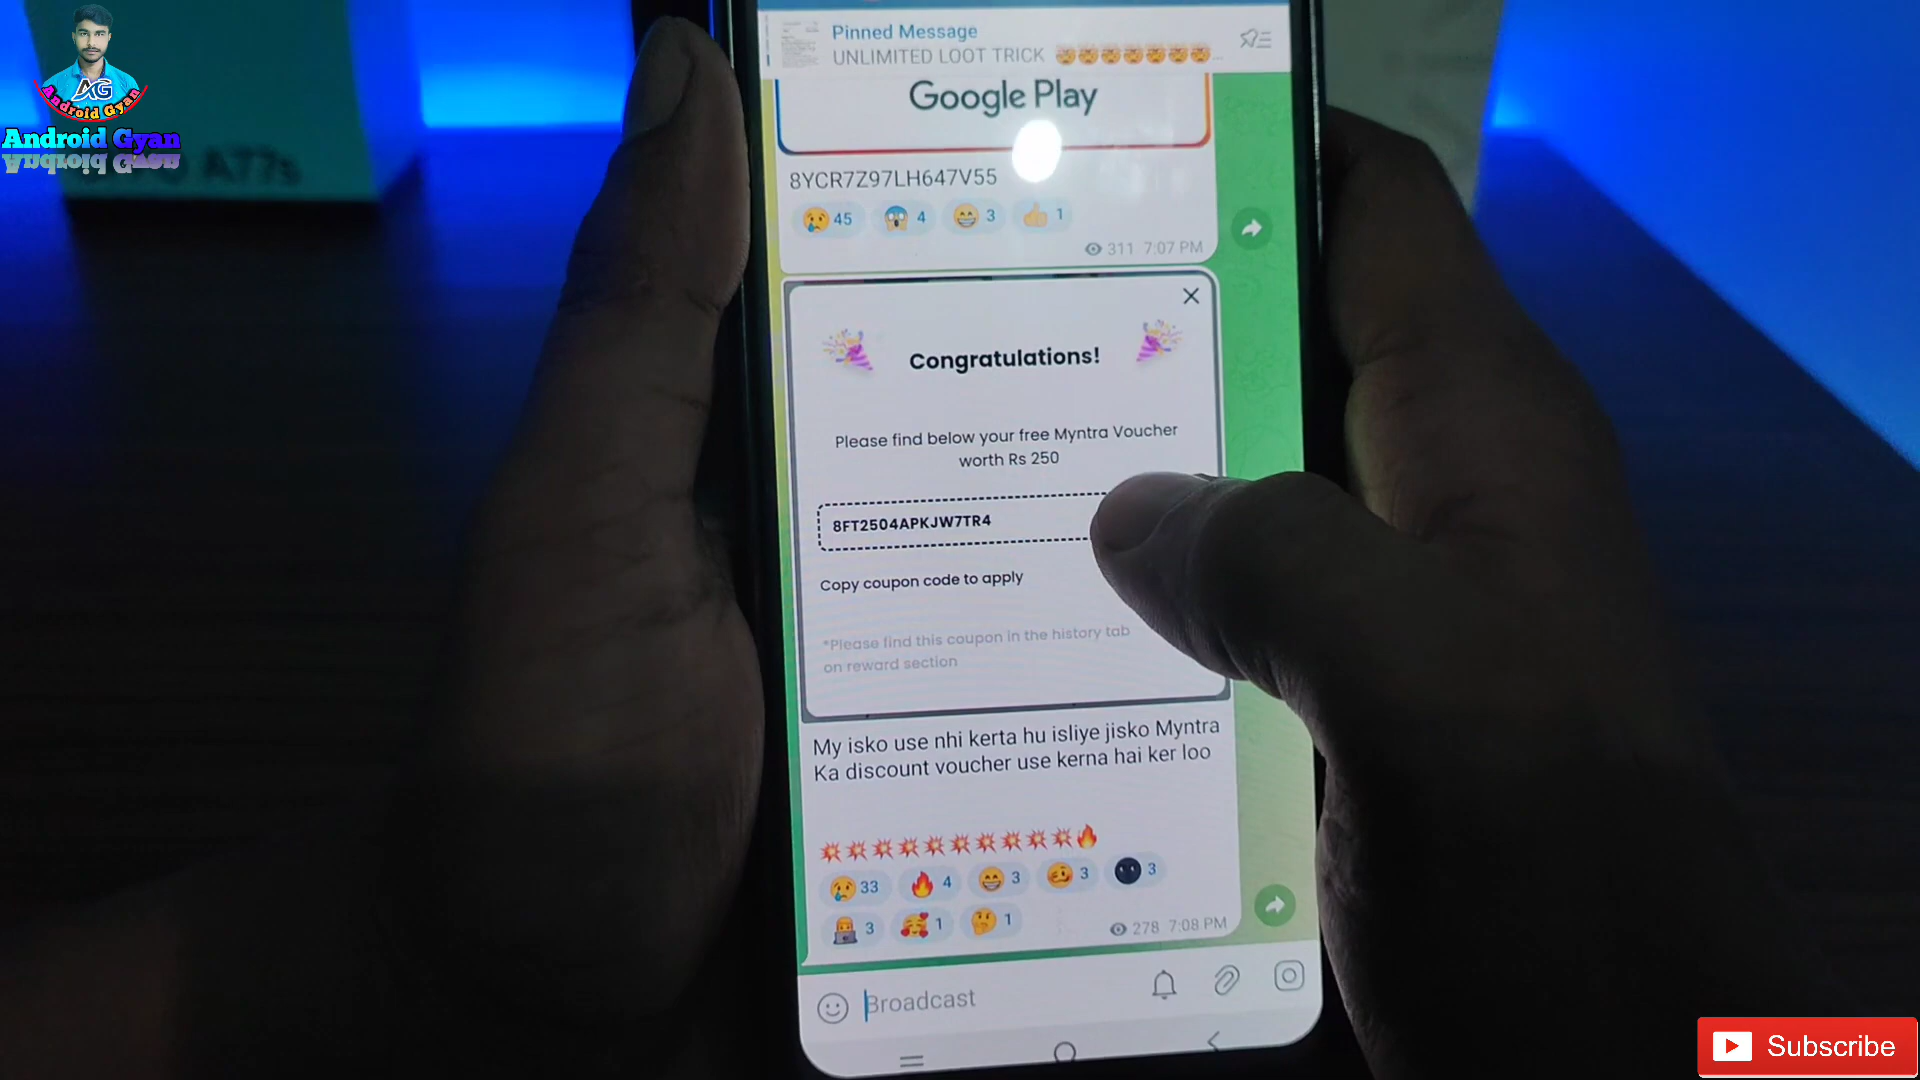 AG
Android Gyan
Android Gyan
A77s
Pinned Message
UNLIMITED LOOT TRICK 🤯🤯🤯🤯🤯🤯🤯...
Google Play
8YCR7Z97LH647V55
😢 45 😱 4 😁 3 👍 1
311 7:07 PM
Congratulations!
Please find below your free Myntra Voucher
worth Rs 250
8FT2504APKJW7TR4
Copy coupon code to apply
*Please find this coupon in the history tab
on reward section
My isko use nhi kerta hu isliye jisko Myntra
Ka discount voucher use kerna hai ker loo
💥💥💥💥💥💥💥💥💥💥🔥
😢 33 🔥 4 😁 3 🥴 3 🌚 3
👨‍💻 3 🥰 1 🤔 1
278 7:08 PM
Broadcast
Subscribe